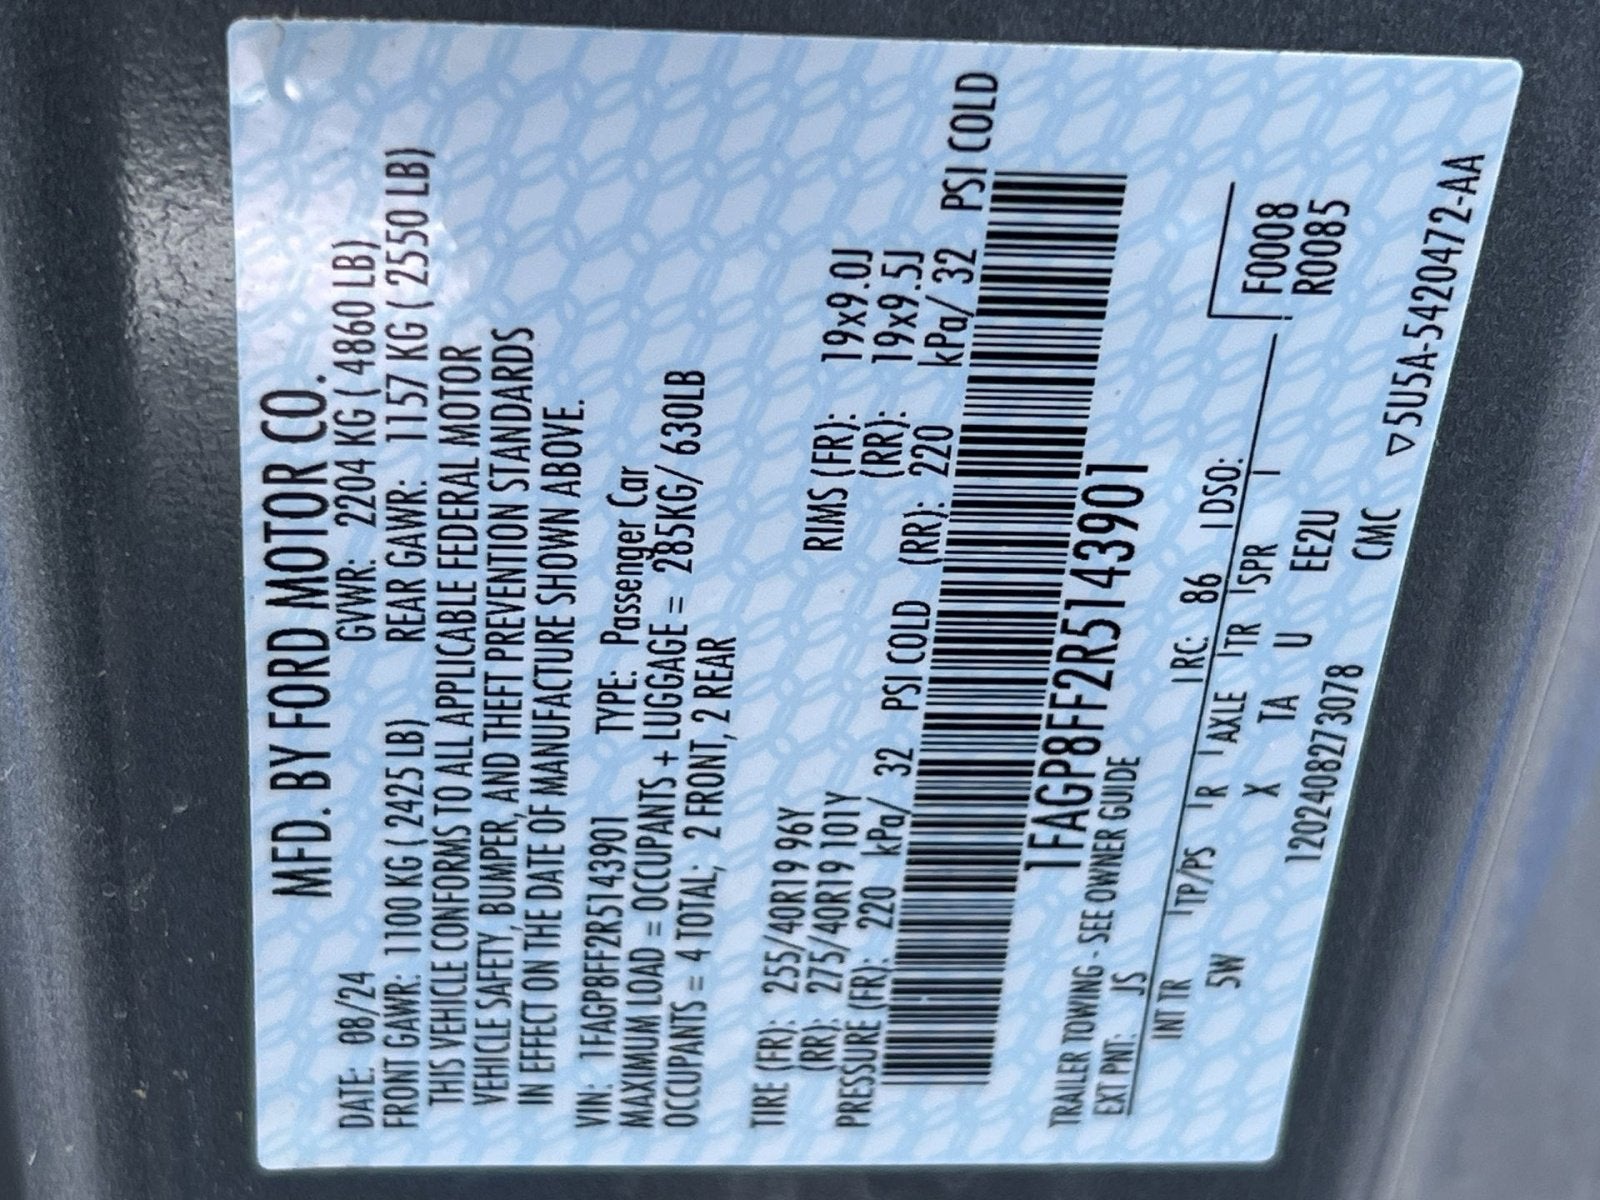 MFD. BY FORD MOTOR CO.
DATE: 08/24 GVWR: 2204 KG ( 4860 LB)
FRONT GAWR: 1100 KG ( 2425 LB) REAR GAWR: 1157 KG ( 2550 LB)
THIS VEHICLE CONFORMS TO ALL APPLICABLE FEDERAL MOTOR
VEHICLE SAFETY, BUMPER, AND THEFT PREVENTION STANDARDS
IN EFFECT ON THE DATE OF MANUFACTURE SHOWN ABOVE.
VIN: 1FAGP8FF2R5143901 TYPE: Passenger Car
MAXIMUM LOAD = OCCUPANTS + LUGGAGE = 285KG/ 630LB
OCCUPANTS = 4 TOTAL; 2 FRONT, 2 REAR
TIRE (FR): 255/40R19 96Y RIMS (FR): 19x9.0J
(RR): 275/40R19 101Y (RR): 19x9.5J
PRESSURE (FR): 220 kPa/ 32 PSI COLD (RR): 220 kPa/ 32 PSI COLD
1FAGP8FF2R5143901
TRAILER TOWING - SEE OWNER GUIDE
EXT PNT: JS RC: 86 DSO:
INT TR TP/PS R AXLE TR SPR
5W X TA U EE2U
F0008
R0085
1202408273078 CMC ▽5U5A-5420472-AA